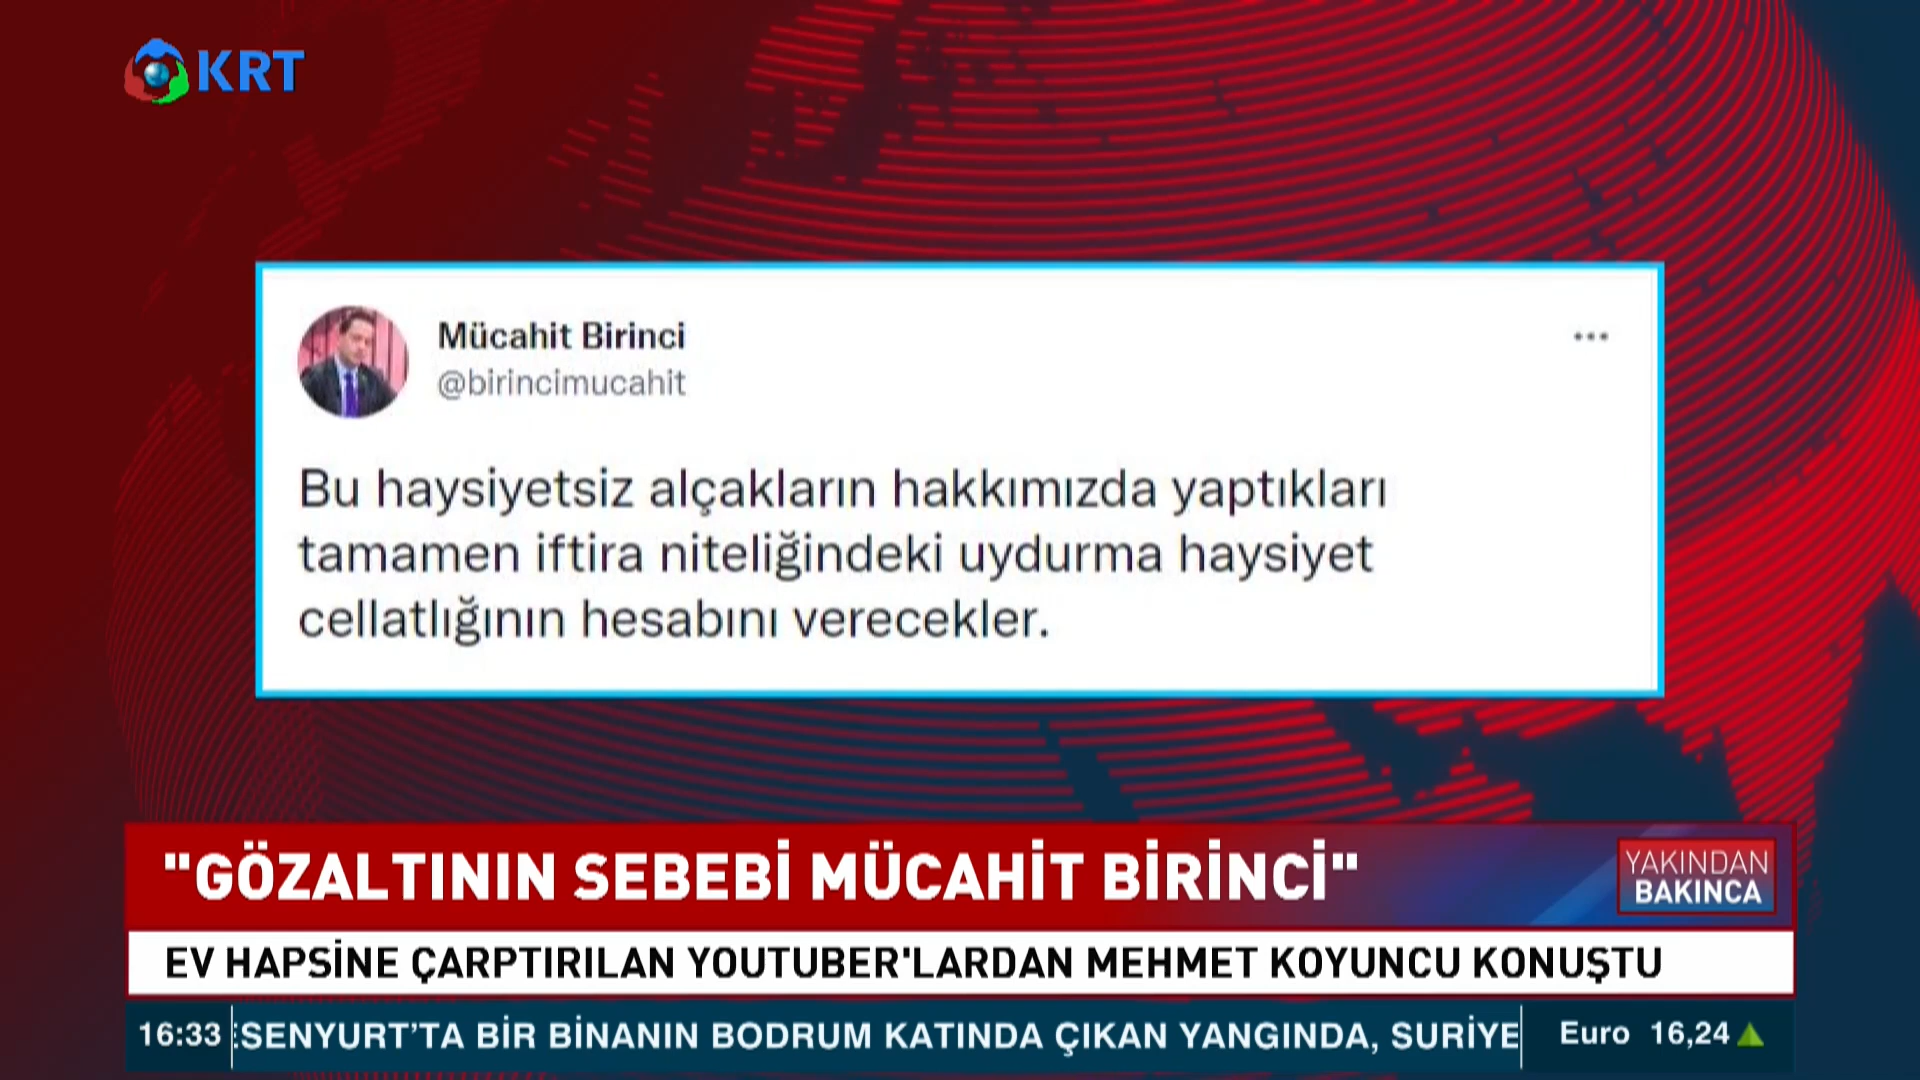 KRT
Mücahit Birinci
@birincimucahit
Bu haysiyetsiz alçakların hakkımızda yaptıkları
tamamen iftira niteliğindeki uydurma haysiyet
cellatlığının hesabını verecekler.
"GÖZALTININ SEBEBİ MÜCAHİT BİRİNCİ"
YAKINDAN
BAKINCA
EV HAPSİNE ÇARPTIRILAN YOUTUBER'LARDAN MEHMET KOYUNCU KONUŞTU
16:33 ESENYURT'TA BİR BİNANIN BODRUM KATINDA ÇIKAN YANGINDA, SURİYE Euro 16,24